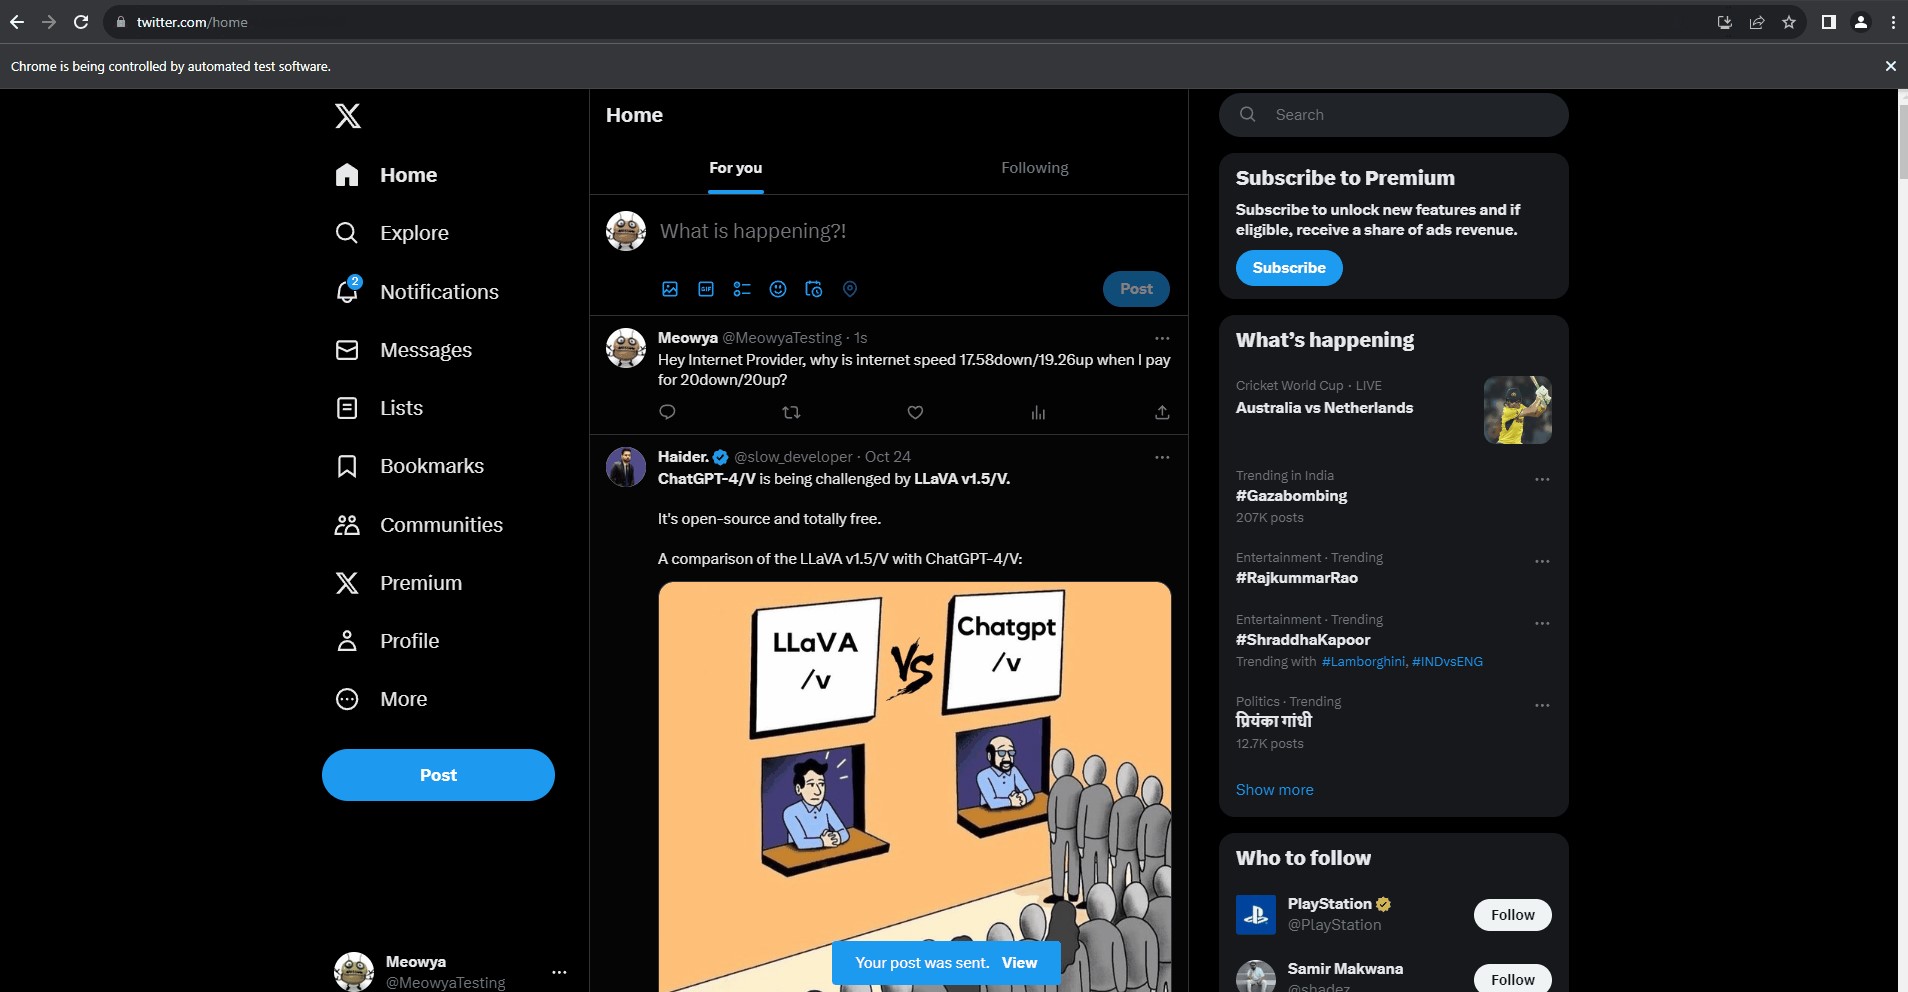 twitter.com/home
Chrome is being controlled by automated test software.
Home
Explore
2
Notifications
Messages
Lists
Bookmarks
Communities
Premium
Profile
More
Post
Meowya
@MeowyaTesting
Home
For you
Following
What is happening?!
GIF
Post
Meowya @MeowyaTesting · 1s
Hey Internet Provider, why is internet speed 17.58down/19.26up when I pay
for 20down/20up?
Haider. @slow_developer · Oct 24
ChatGPT-4/V is being challenged by LLaVA v1.5/V.
It's open-source and totally free.
A comparison of the LLaVA v1.5/V with ChatGPT-4/V:
LLaVA
/v
VS
Chatgpt
/v
Your post was sent. View
Search
Subscribe to Premium
Subscribe to unlock new features and if
eligible, receive a share of ads revenue.
Subscribe
What’s happening
Cricket World Cup · LIVE
Australia vs Netherlands
Trending in India
#Gazabombing
207K posts
Entertainment · Trending
#RajkummarRao
Entertainment · Trending
#ShraddhaKapoor
Trending with #Lamborghini, #INDvsENG
Politics · Trending
प्रियंका गांधी
12.7K posts
Show more
Who to follow
PlayStation
@PlayStation
Follow
Samir Makwana
@shadez
Follow